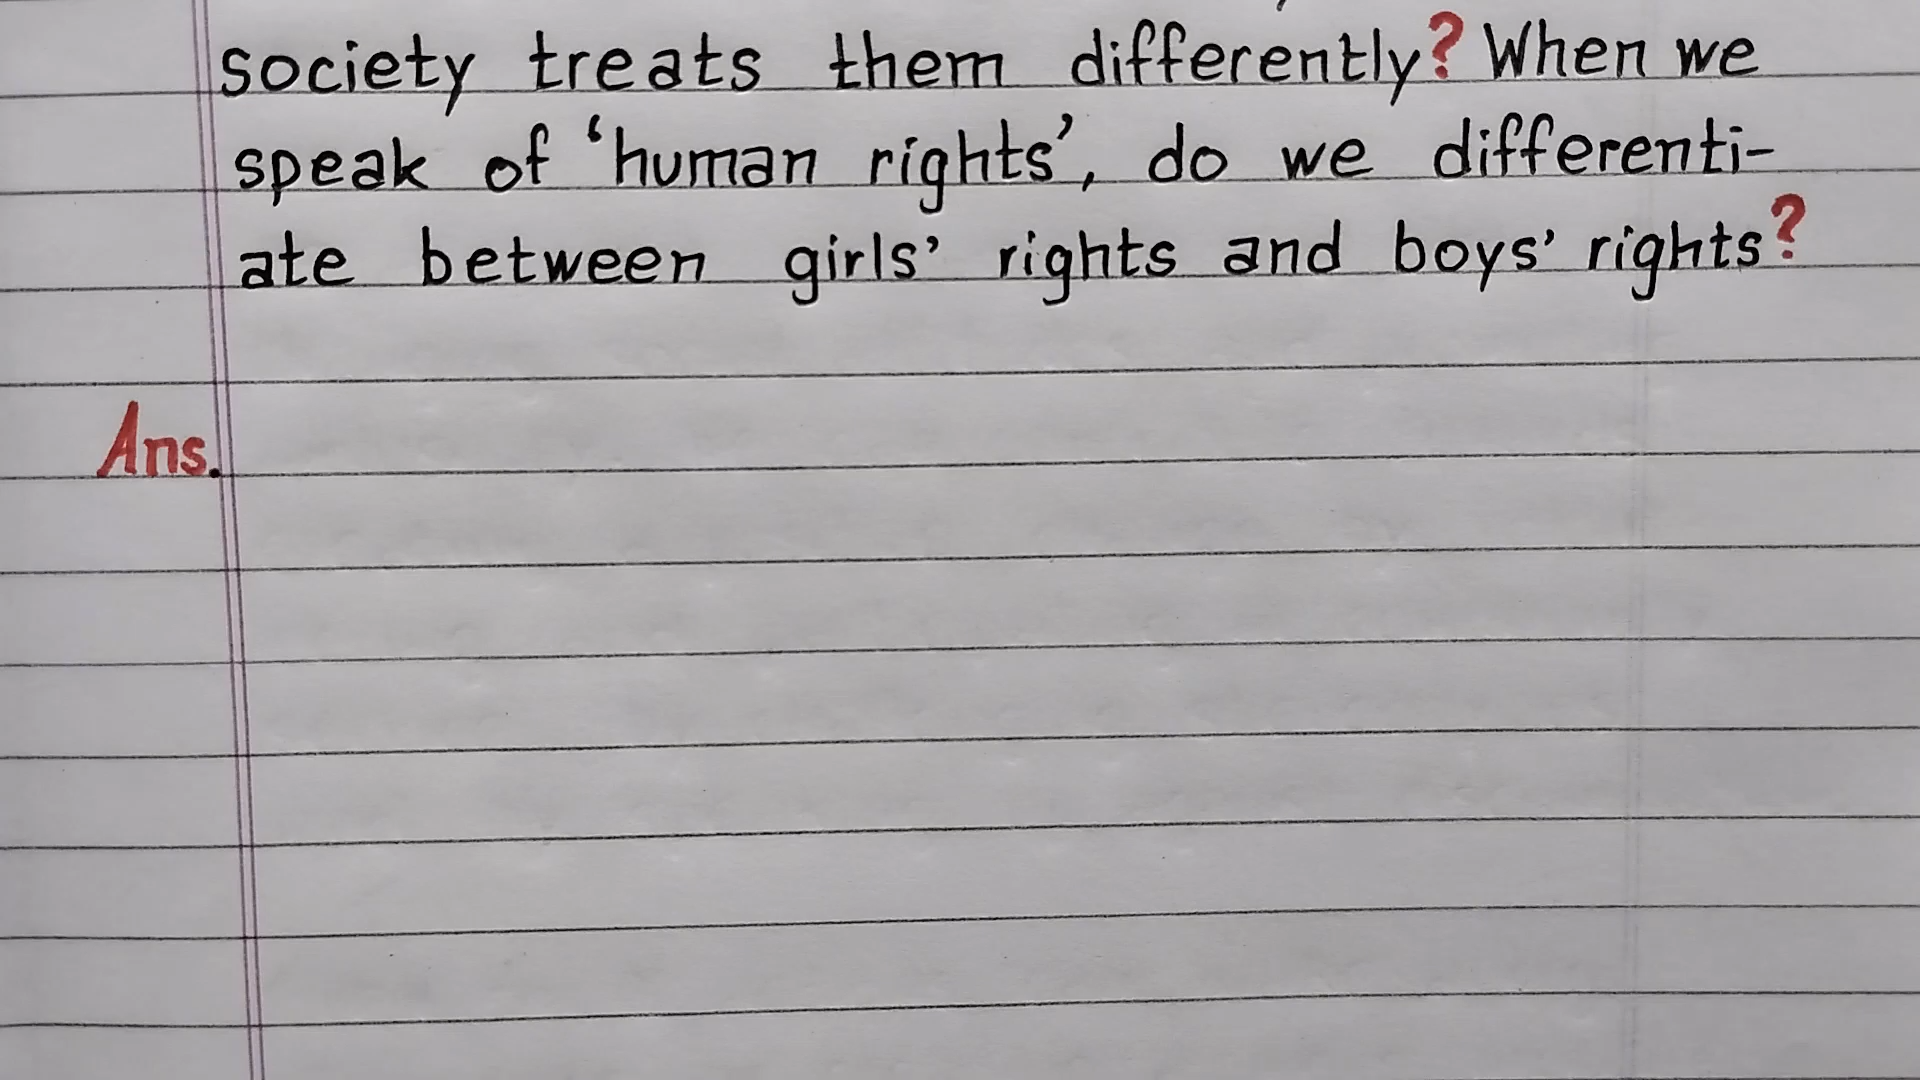 society treats them differently? When we
speak of ‘human rights’, do we differenti-
ate between girls’ rights and boys’ rights?
Ans.